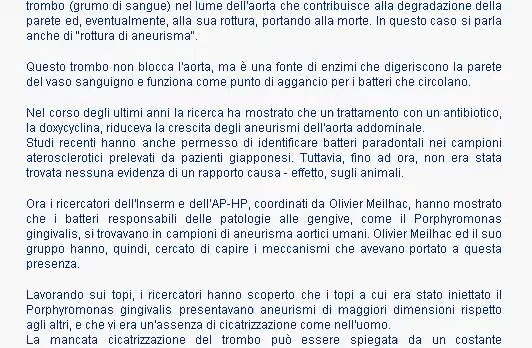 trombo (grumo di sangue) nel lume dell'aorta che contribuisce alla degradazione della
parete ed, eventualmente, alla sua rottura, portando alla morte. In questo caso si parla
anche di "rottura di aneurisma".
Questo trombo non blocca l'aorta, ma è una fonte di enzimi che digeriscono la parete
del vaso sanguigno e funziona come punto di aggancio per i batteri che circolano.
Nel corso degli ultimi anni la ricerca ha mostrato che un trattamento con un antibiotico,
la doxycyclina, riduceva la crescita degli aneurismi dell'aorta addominale.
Studi recenti hanno anche permesso di identificare batteri paradontali nei campioni
aterosclerotici prelevati da pazienti giapponesi. Tuttavia, fino ad ora, non era stata
trovata nessuna evidenza di un rapporto causa - effetto, sugli animali.
Ora i ricercatori dell'Inserm e dell'AP-HP, coordinati da Olivier Meilhac, hanno mostrato
che i batteri responsabili delle patologie alle gengive, come il Porphyromonas
gingivalis, si trovavano in campioni di aneurisma aortici umani. Olivier Meilhac ed il suo
gruppo hanno, quindi, cercato di capire i meccanismi che avevano portato a questa
presenza.
Lavorando sui topi, i ricercatori hanno scoperto che i topi a cui era stato iniettato il
Porphyromonas gingivalis presentavano aneurismi di maggiori dimensioni rispetto
agli altri, e che vi era un'assenza di cicatrizzazione come nell'uomo.
La mancata cicatrizzazione del trombo può essere spiegata da un costante